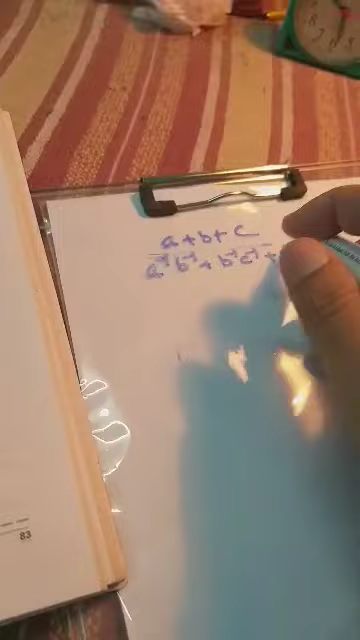 a+b+c
a⁻¹b⁻¹ + b⁻¹c⁻¹ +
83